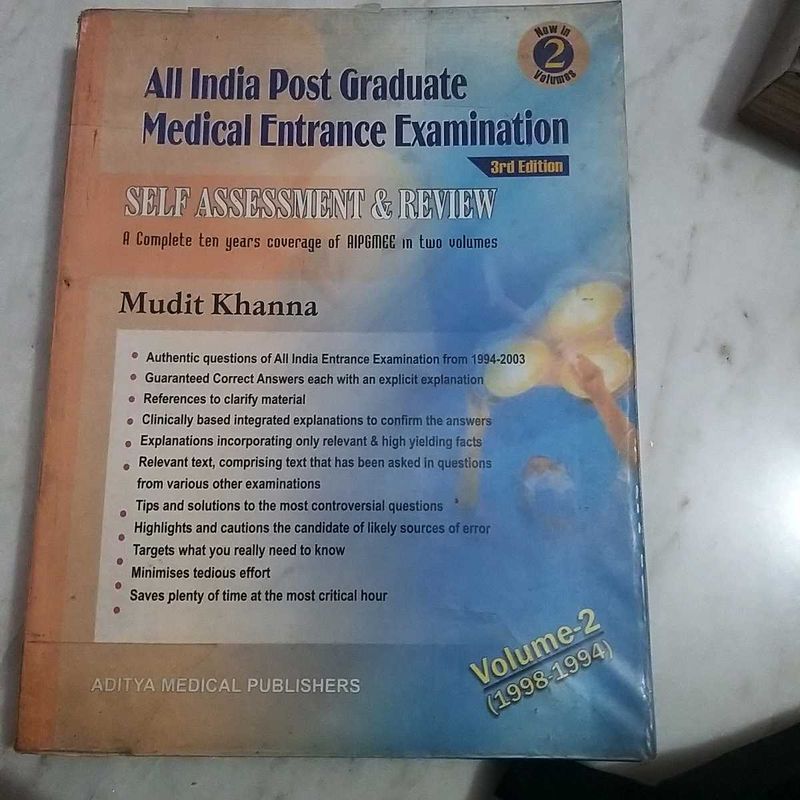 Now in
2
Volumes
All India Post Graduate
Medical Entrance Examination
3rd Edition
SELF ASSESSMENT & REVIEW
A Complete ten years coverage of AIPGMEE in two volumes
Mudit Khanna
• Authentic questions of All India Entrance Examination from 1994-2003
• Guaranteed Correct Answers each with an explicit explanation
• References to clarify material
• Clinically based integrated explanations to confirm the answers
• Explanations incorporating only relevant & high yielding facts
• Relevant text, comprising text that has been asked in questions
from various other examinations
• Tips and solutions to the most controversial questions
• Highlights and cautions the candidate of likely sources of error
• Targets what you really need to know
• Minimises tedious effort
• Saves plenty of time at the most critical hour
Volume-2
(1998-1994)
ADITYA MEDICAL PUBLISHERS